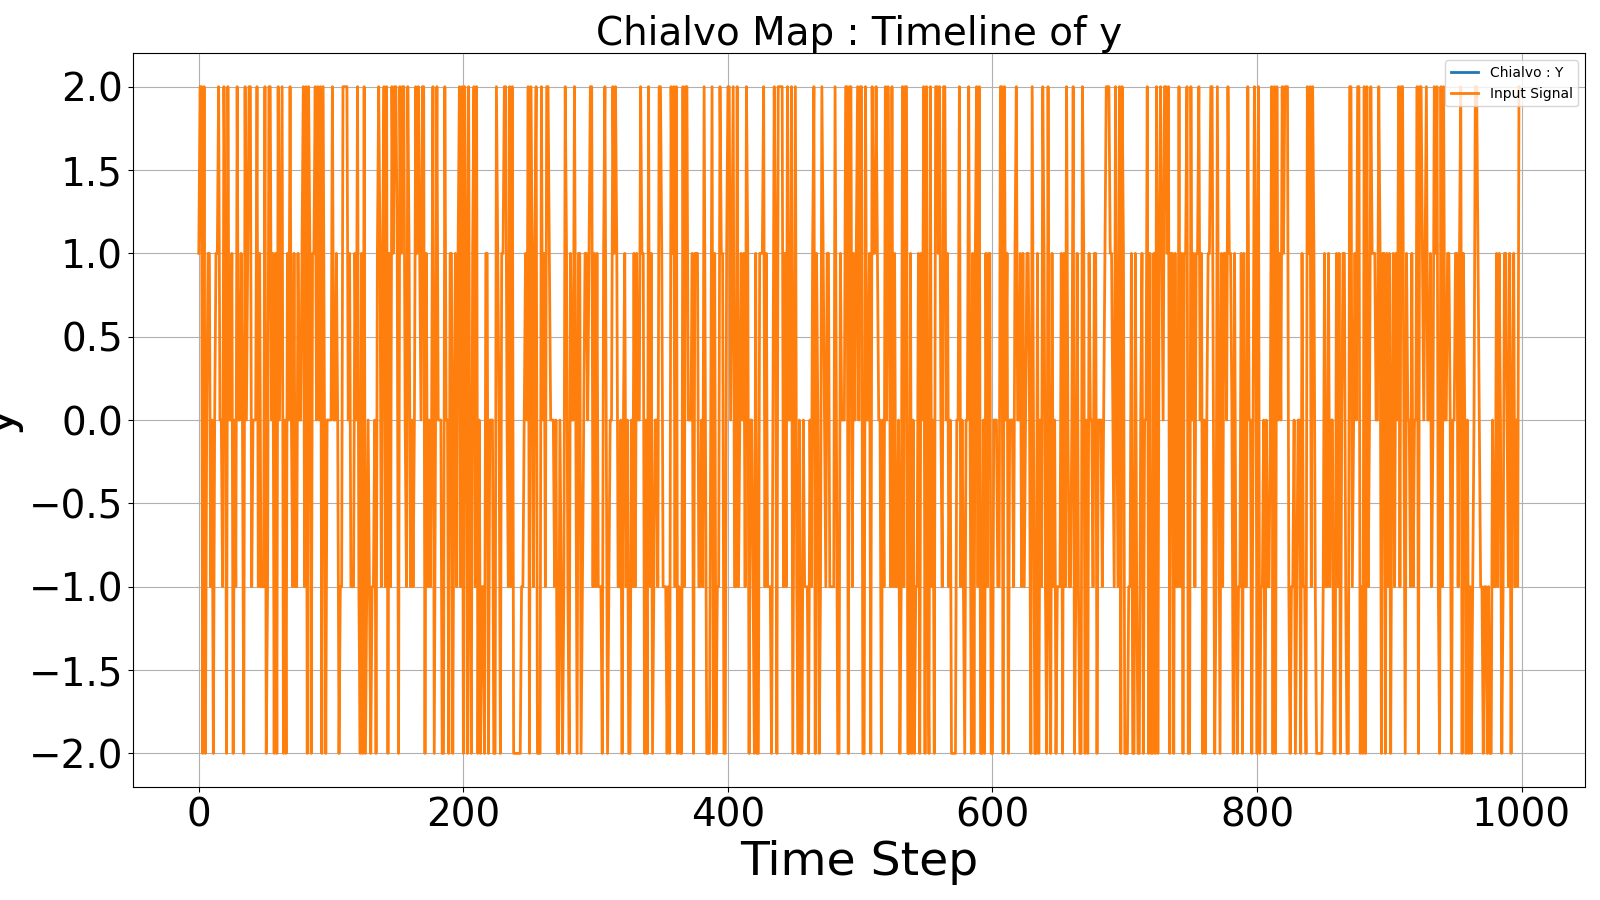 Chialvo Map : Timeline of y
Chialvo : Y
Input Signal
2.0
1.5
1.0
0.5
0.0
−0.5
−1.0
−1.5
−2.0
y
0 200 400 600 800 1000
Time Step